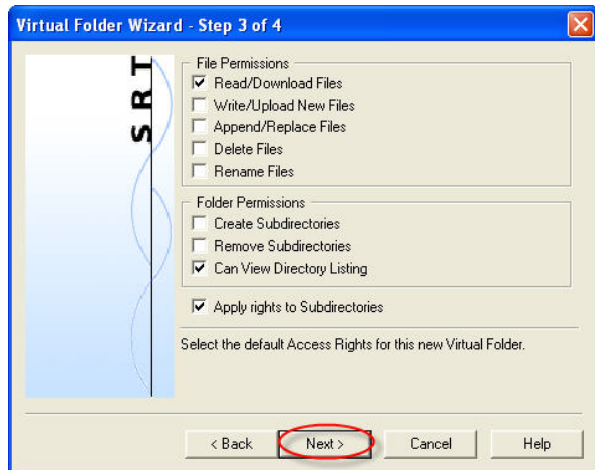 Virtual Folder Wizard - Step 3 of 4
SRT
File Permissions
Read/Download Files
Write/Upload New Files
Append/Replace Files
Delete Files
Rename Files
Folder Permissions
Create Subdirectories
Remove Subdirectories
Can View Directory Listing
Apply rights to Subdirectories
Select the default Access Rights for this new Virtual Folder.
< Back Next > Cancel Help